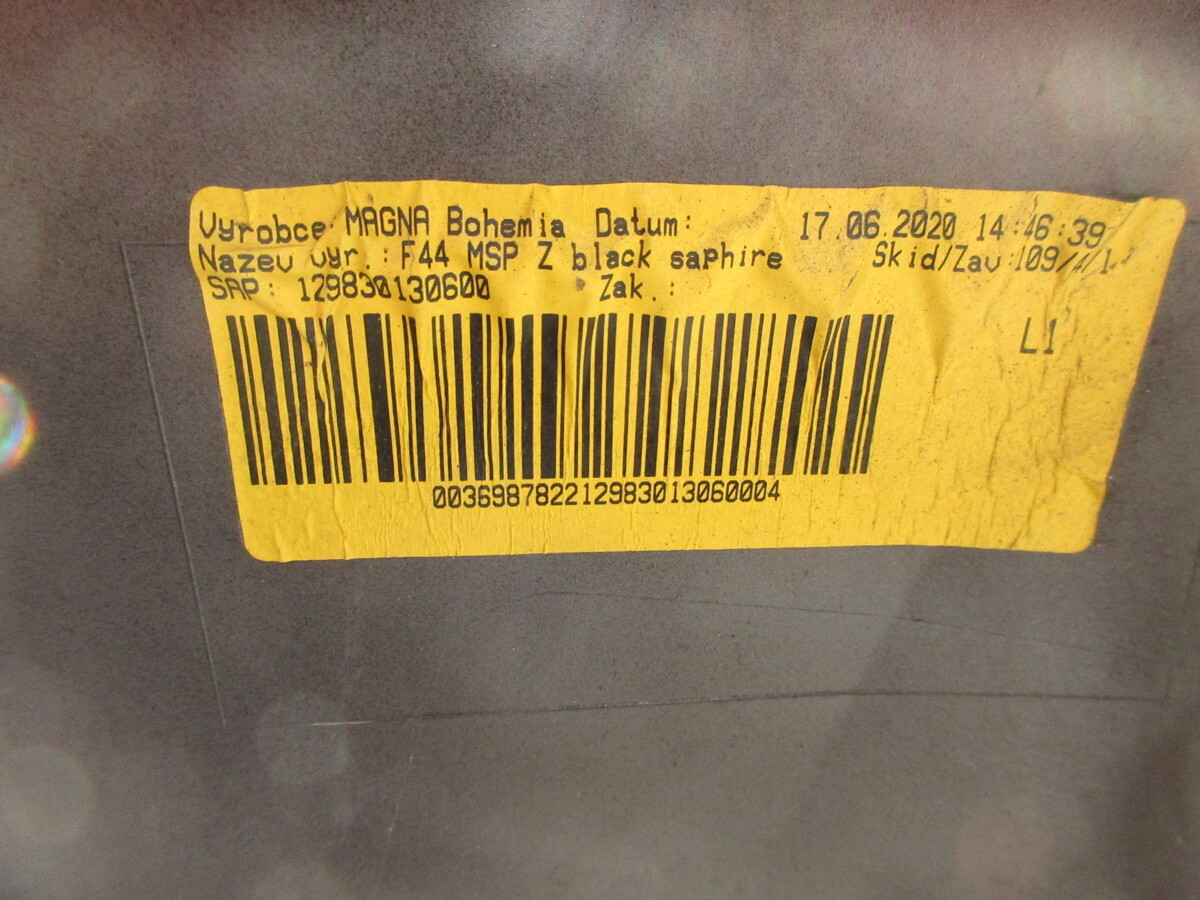 Vyrobce: MAGNA Bohemia Datum: 17.06.2020 14:46:39
Nazev vyr.: F44 MSP Z black saphire Skid/Zav
SAP: 129830130600 Zak.:
L1
0036987822129830130600004